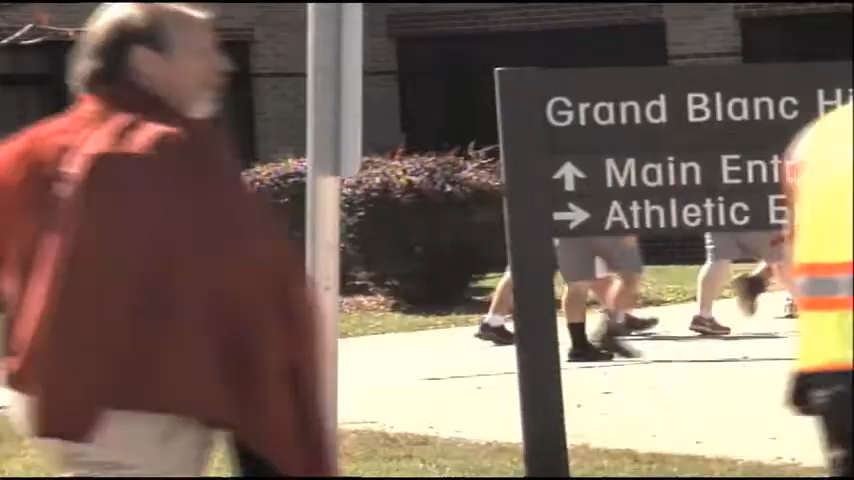 Grand Blanc
↑ Main
→ Athletic